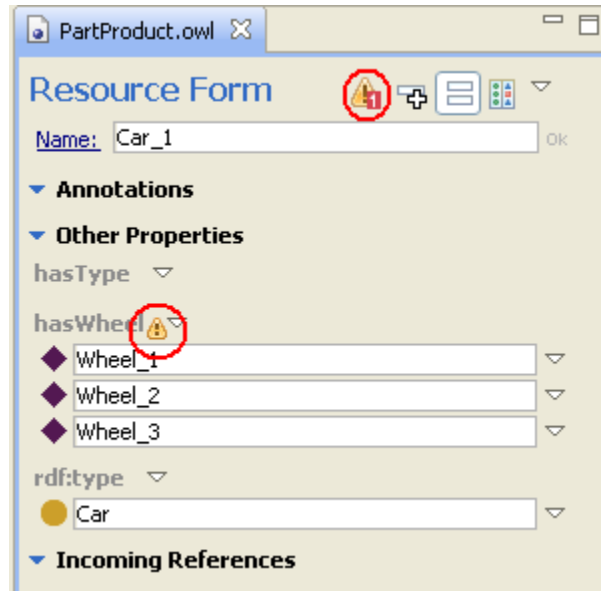 PartProduct.owl
Resource Form
1
Name: Car_1 Ok
Annotations
Other Properties
hasType
hasWheel
Wheel_1
Wheel_2
Wheel_3
rdf:type
Car
Incoming References